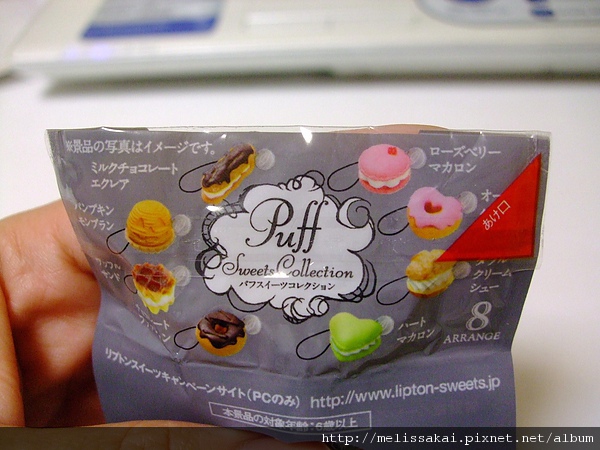 ※景品の写真はイメージです。
ミルクチョコレート
エクレア
ローズベリー
マカロン
パンプキン
モンブラン
あけ口
Puff
Sweets Collection
パフスイーツコレクション
クリーム
シュー
ハート
マカロン
8
ARRANGE
リプトンスイーツキャンペーンサイト(PCのみ) http://www.lipton-sweets.jp
本景品の対象年齢:6歳以上
http://melissakai.pixnet.net/album